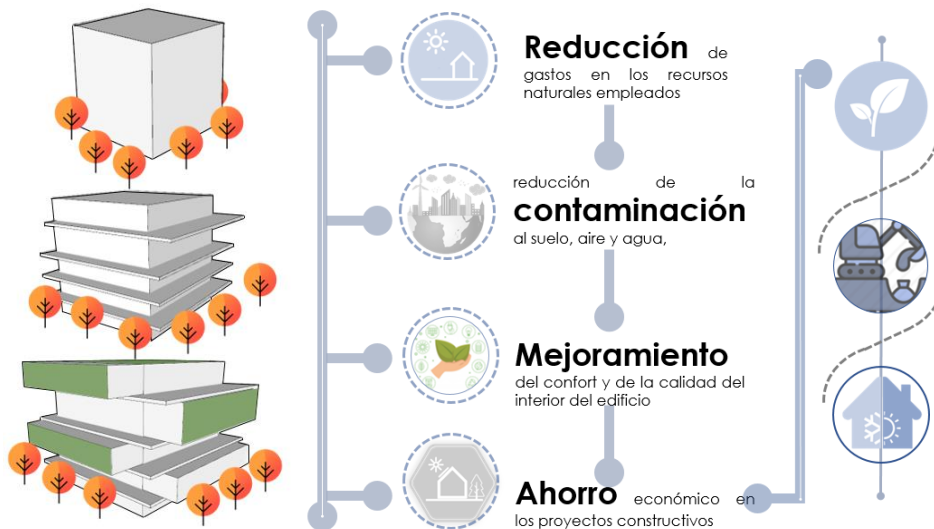 Reducción de
gastos en los recursos
naturales empleados
reducción de la
contaminación
al suelo, aire y agua,
Mejoramiento
del confort y de la calidad del
interior del edificio
Ahorro económico en
los proyectos constructivos